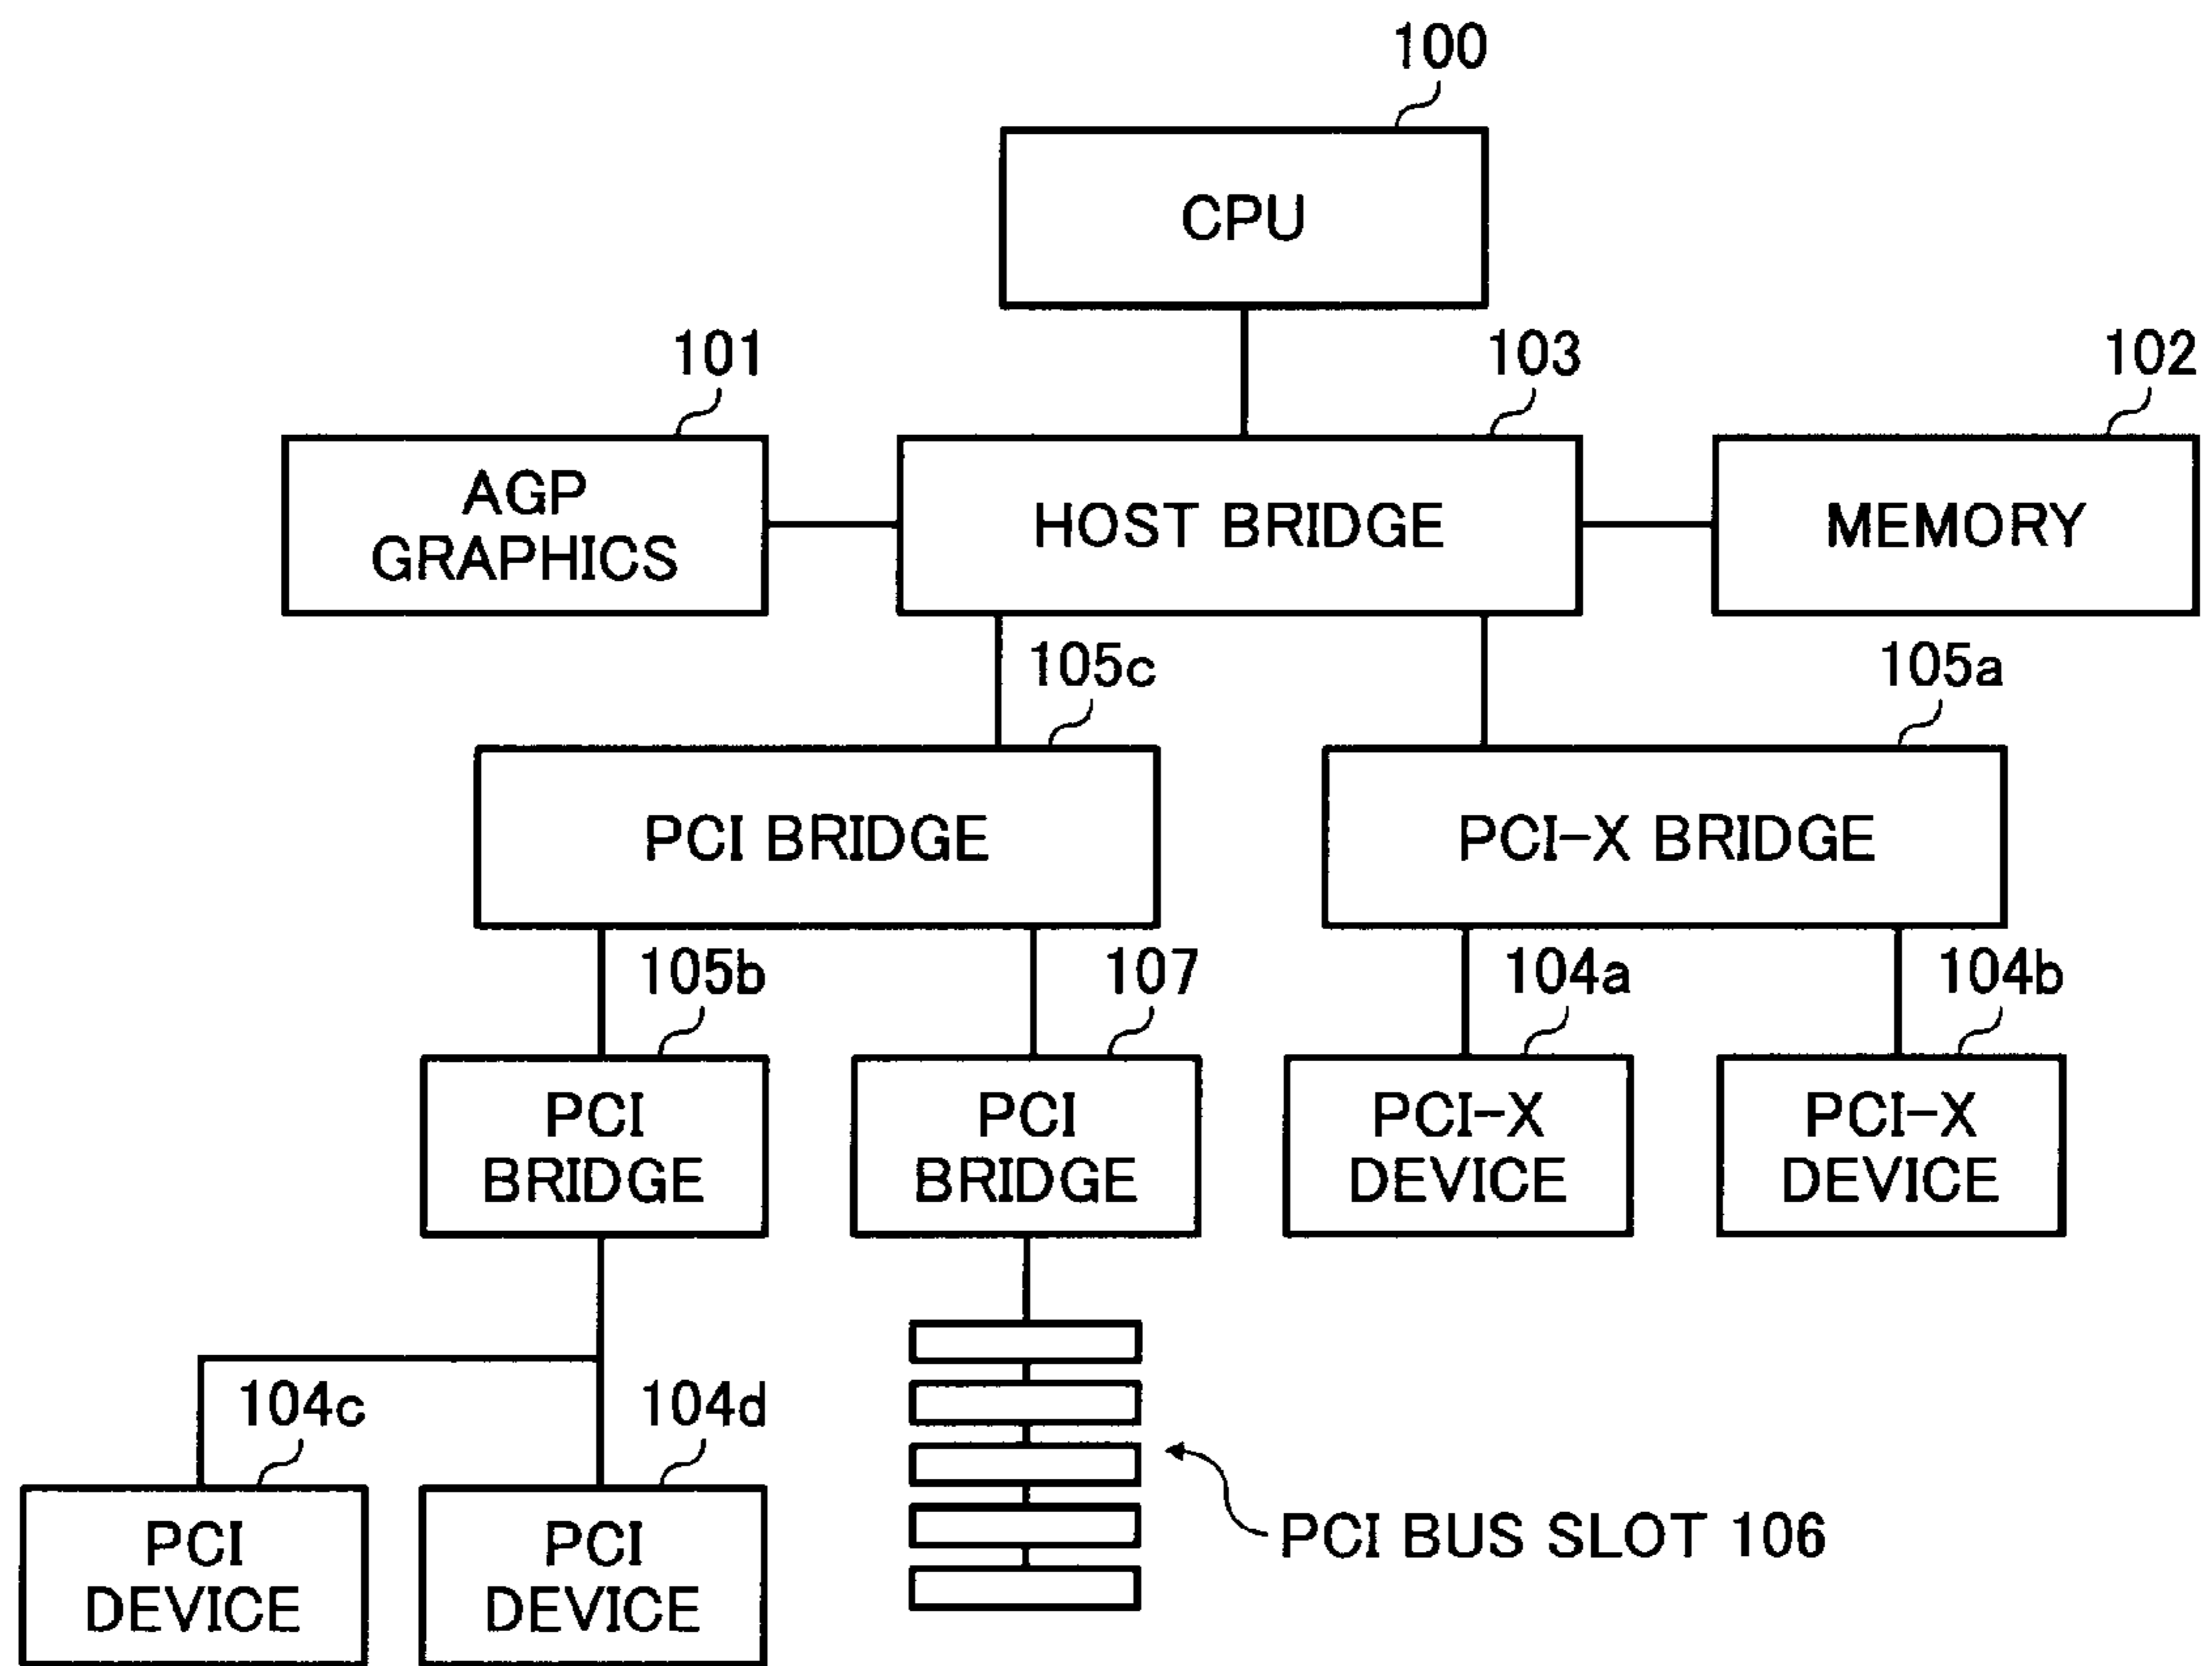 100
CPU
101
103
102
AGP
GRAPHICS
HOST BRIDGE
MEMORY
105c
105a
PCI BRIDGE
PCI-X BRIDGE
105b
107
104a
104b
PCI
BRIDGE
PCI
BRIDGE
PCI-X
DEVICE
PCI-X
DEVICE
104c
104d
PCI
DEVICE
PCI
DEVICE
PCI BUS SLOT 106